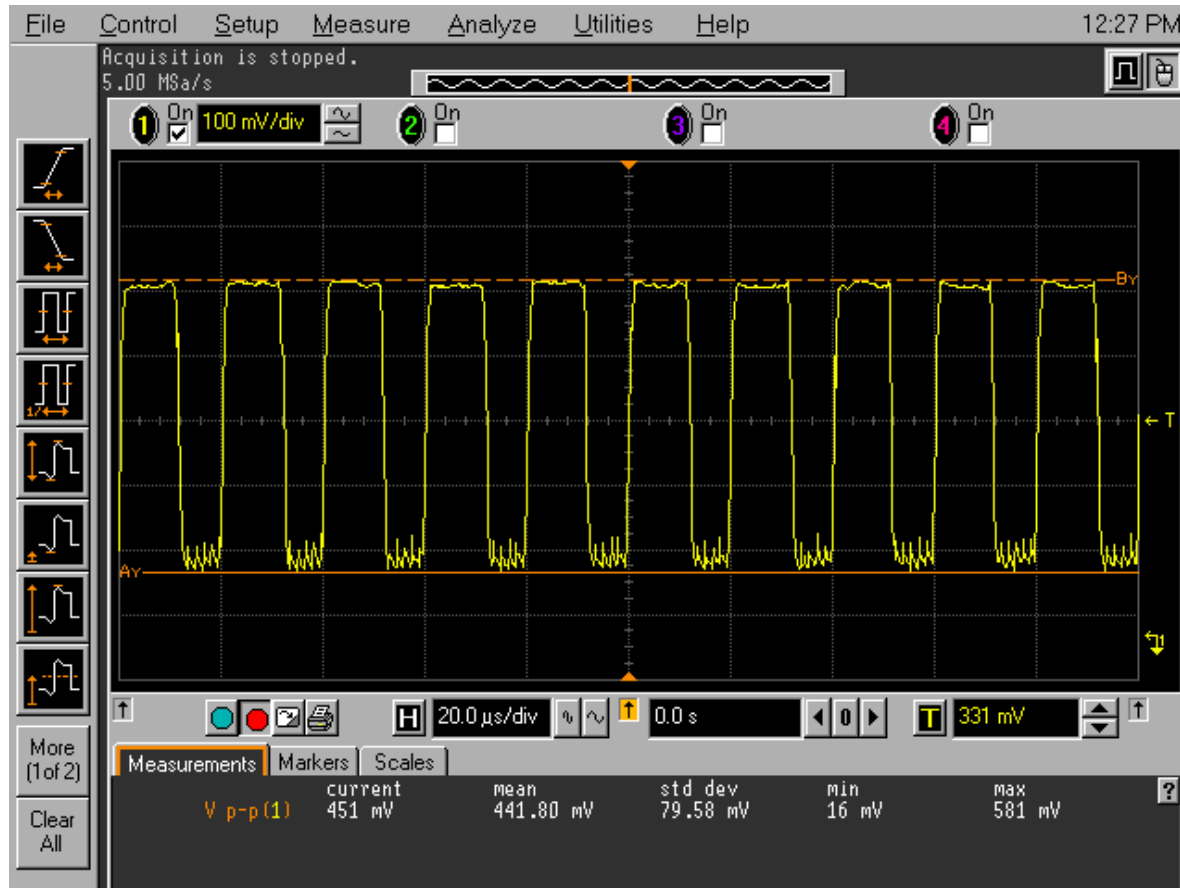 File Control Setup Measure Analyze Utilities Help 12:27 PM
Acquisition is stopped.
5.00 MSa/s
1 On 100 mV/div 2 On 3 On 4 On
By
T
Ay
1
H 20.0 µs/div 0.0 s 0 T 331 mV
More
(1of 2)
Clear
All
Measurements Markers Scales
current mean std dev min max
V p-p(1) 451 mV 441.80 mV 79.58 mV 16 mV 581 mV
?